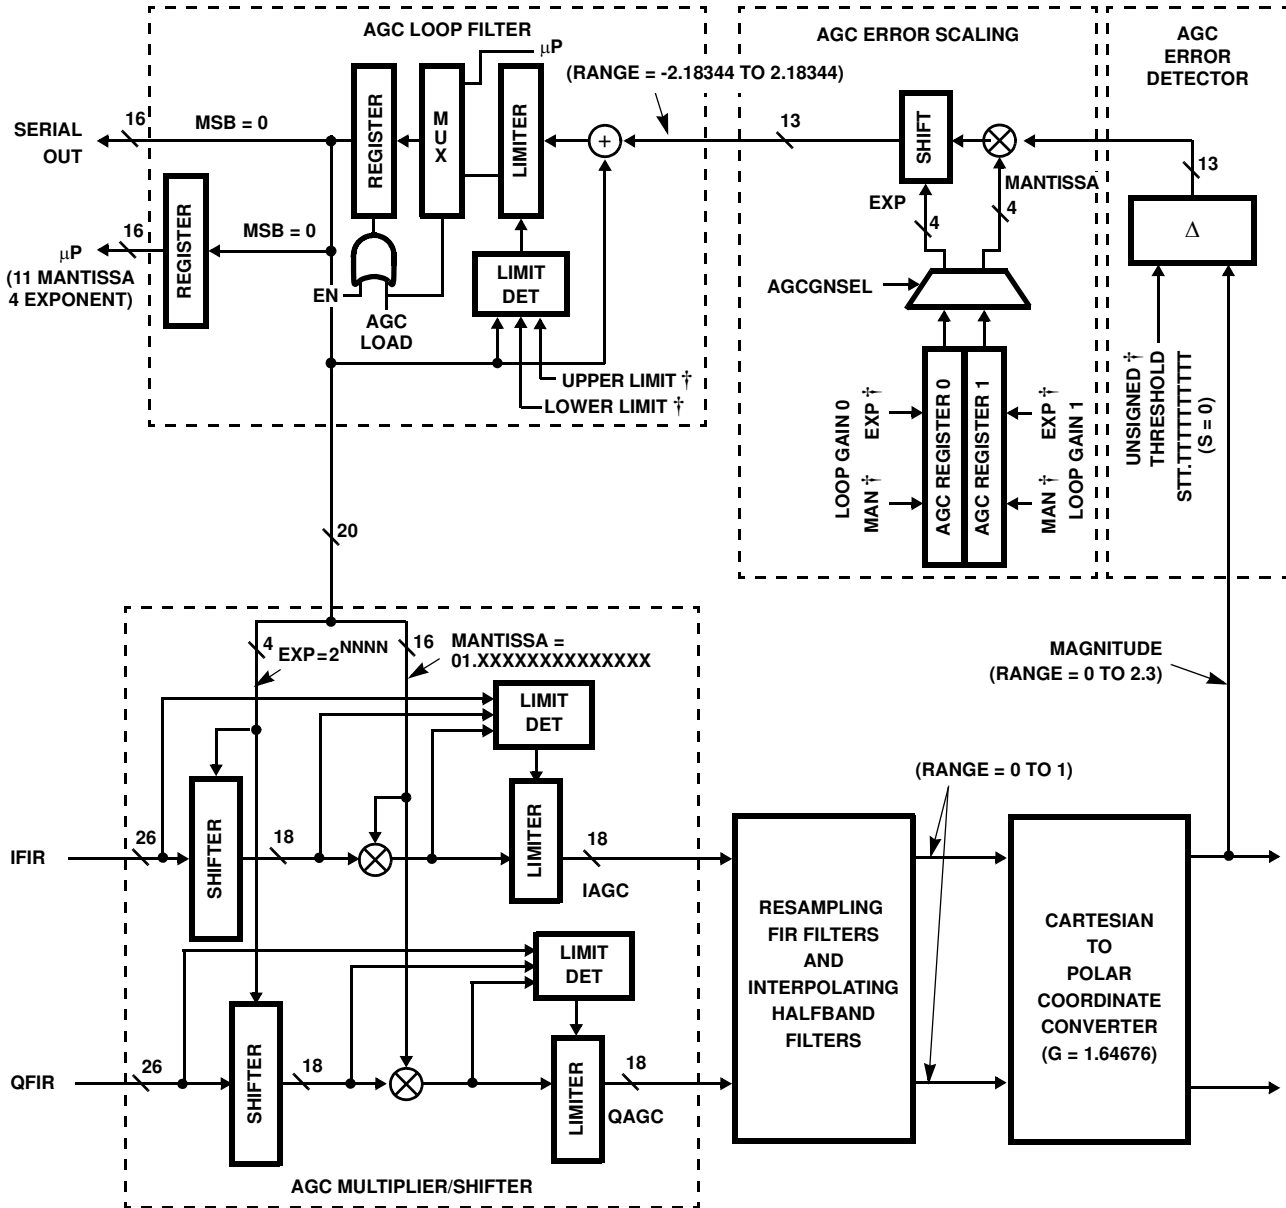 AGC LOOP FILTER
μP
(RANGE = -2.18344 TO 2.18344)
SERIAL
OUT
16
MSB = 0
REGISTER
MUX
LIMITER
+
μP
(11 MANTISSA
4 EXPONENT)
16
REGISTER
MSB = 0
EN
AGC
LOAD
LIMIT
DET
UPPER LIMIT †
LOWER LIMIT †
20
AGC ERROR SCALING
13
SHIFT
MANTISSA
EXP
4
4
AGCGNSEL
LOOP GAIN 0
EXP †
MAN †
AGC REGISTER 0
AGC REGISTER 1
EXP †
MAN †
LOOP GAIN 1
AGC
ERROR
DETECTOR
13
Δ
UNSIGNED †
THRESHOLD
STT.TTTTTTTTTT
(S = 0)
MAGNITUDE
(RANGE = 0 TO 2.3)
4
EXP=2NNNN
16
MANTISSA =
01.XXXXXXXXXXXXXX
LIMIT
DET
IFIR
26
SHIFTER
18
LIMITER
18
IAGC
LIMIT
DET
QFIR
26
SHIFTER
18
LIMITER
18
QAGC
AGC MULTIPLIER/SHIFTER
(RANGE = 0 TO 1)
RESAMPLING
FIR FILTERS
AND
INTERPOLATING
HALFBAND
FILTERS
CARTESIAN
TO
POLAR
COORDINATE
CONVERTER
(G = 1.64676)